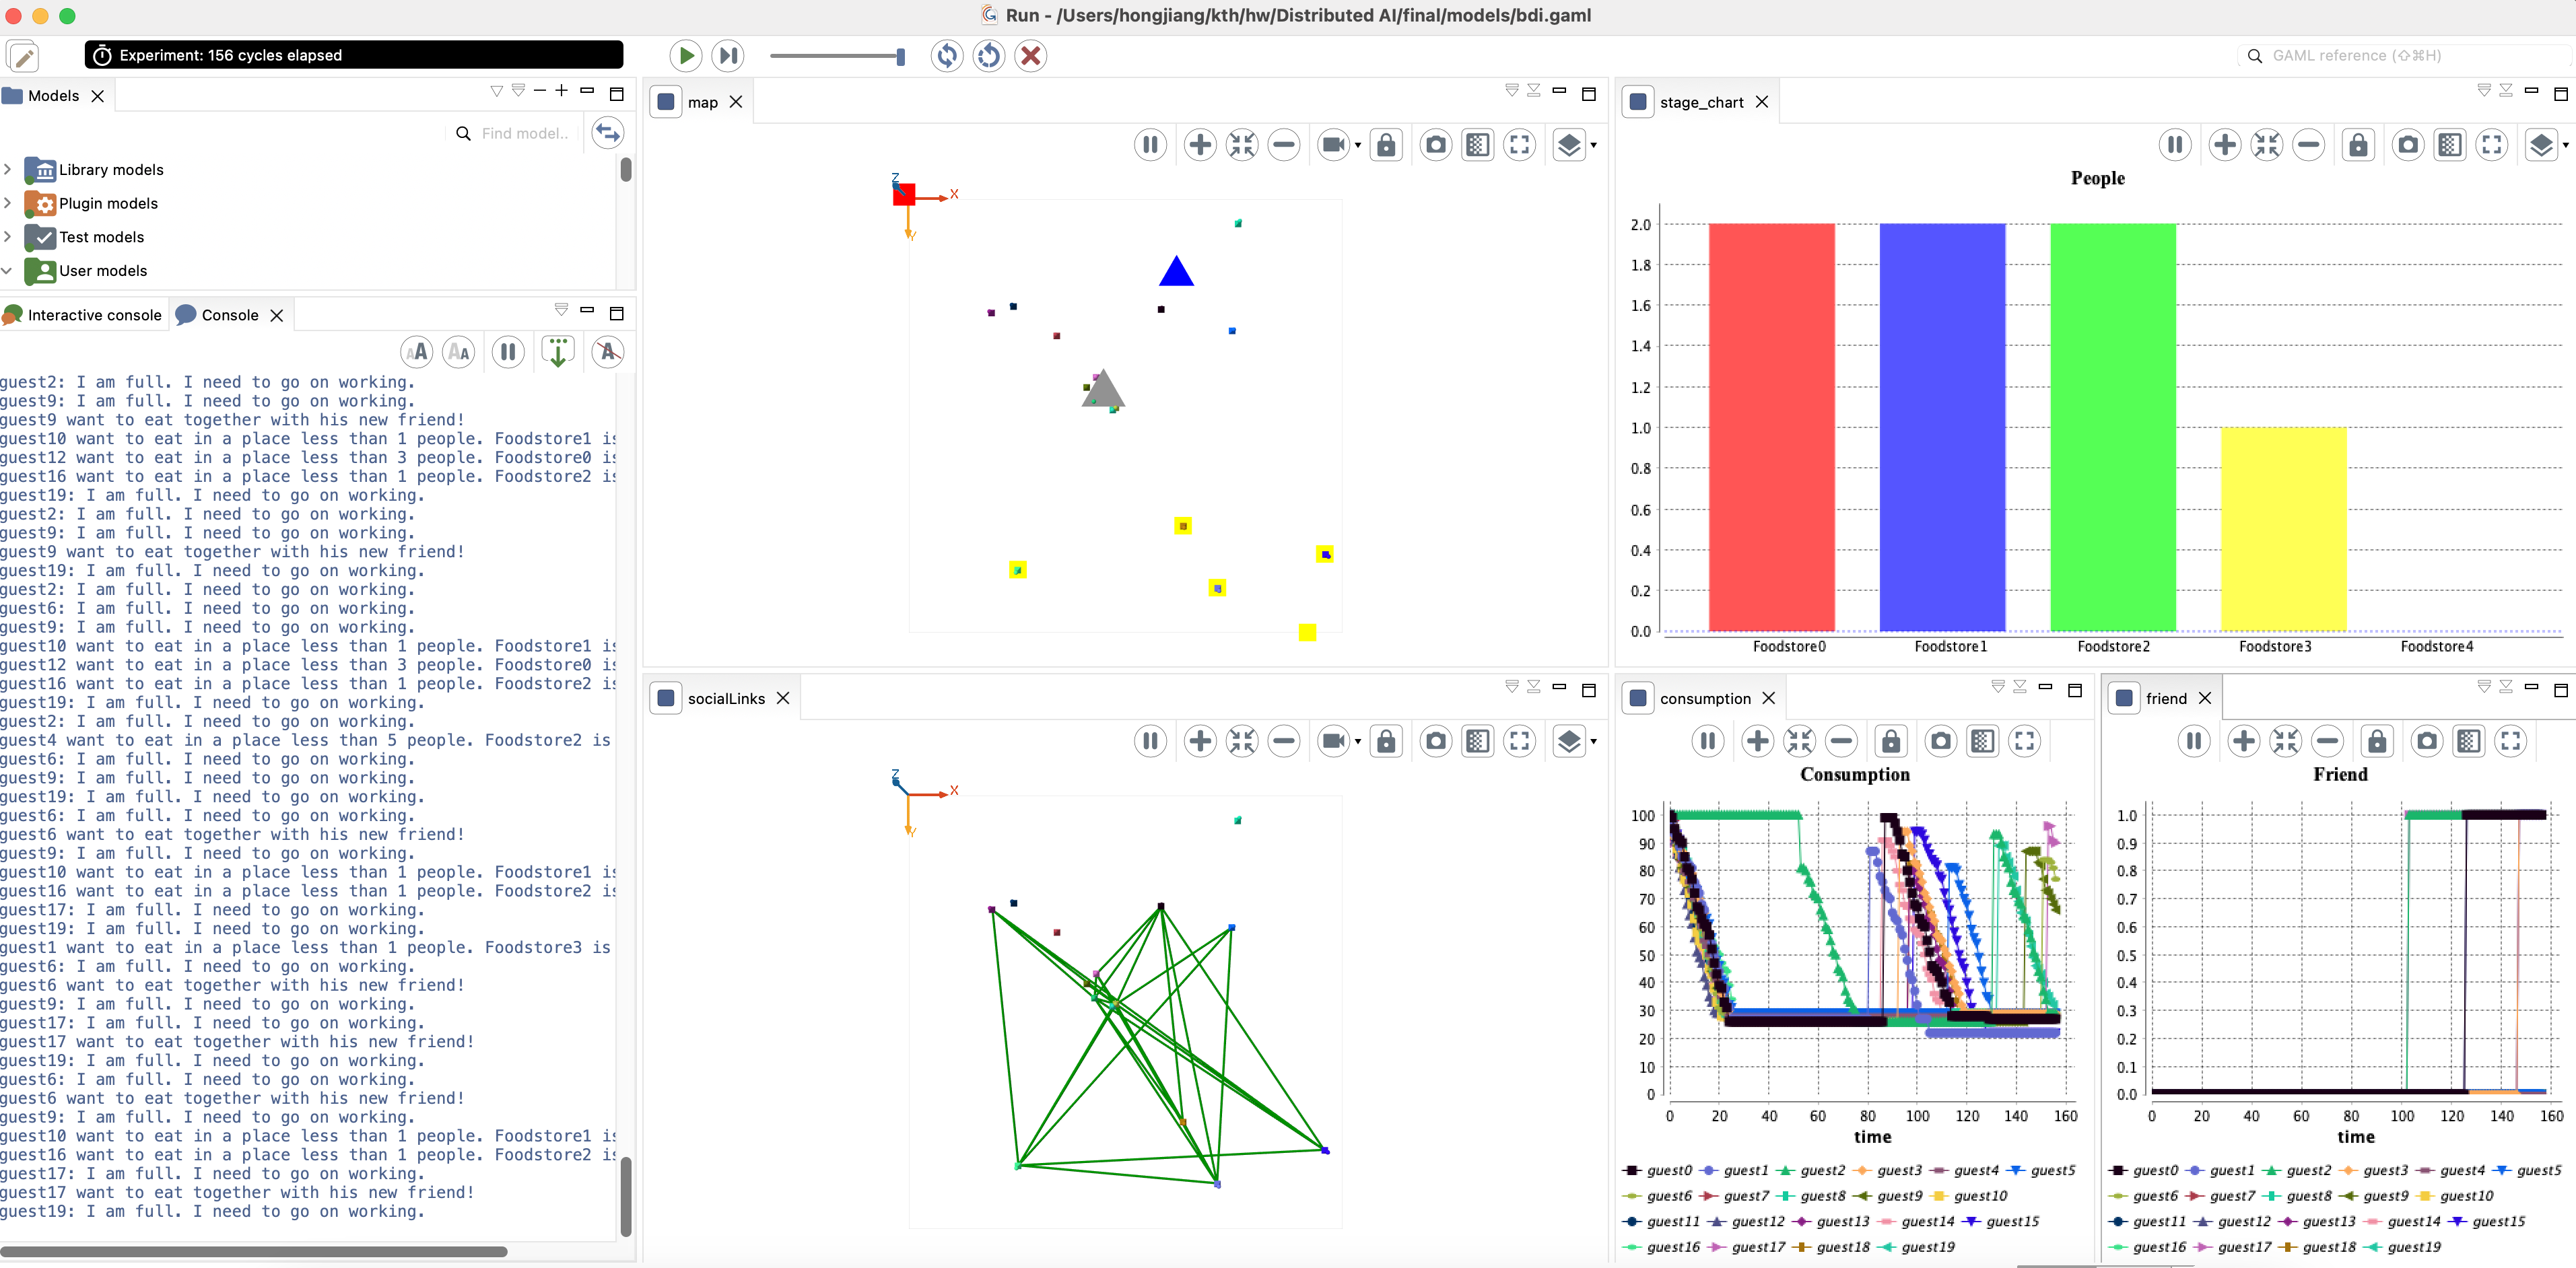 Run - /Users/hongjiang/kth/hw/Distributed AI/final/models/bdi.gaml
Experiment: 156 cycles elapsed
GAML reference (⇧⌘H)
Models
Find model..
Library models
Plugin models
Test models
User models
Interactive console
Console
guest2: I am full. I need to go on working.
guest9: I am full. I need to go on working.
guest9 want to eat together with his new friend!
guest10 want to eat in a place less than 1 people. Foodstore1 is
guest12 want to eat in a place less than 3 people. Foodstore0 is
guest16 want to eat in a place less than 1 people. Foodstore2 is
guest19: I am full. I need to go on working.
guest2: I am full. I need to go on working.
guest9: I am full. I need to go on working.
guest9 want to eat together with his new friend!
guest19: I am full. I need to go on working.
guest2: I am full. I need to go on working.
guest6: I am full. I need to go on working.
guest9: I am full. I need to go on working.
guest10 want to eat in a place less than 1 people. Foodstore1 is
guest12 want to eat in a place less than 3 people. Foodstore0 is
guest16 want to eat in a place less than 1 people. Foodstore2 is
guest19: I am full. I need to go on working.
guest2: I am full. I need to go on working.
guest4 want to eat in a place less than 5 people. Foodstore2 is
guest6: I am full. I need to go on working.
guest9: I am full. I need to go on working.
guest19: I am full. I need to go on working.
guest6: I am full. I need to go on working.
guest6 want to eat together with his new friend!
guest9: I am full. I need to go on working.
guest10 want to eat in a place less than 1 people. Foodstore1 is
guest16 want to eat in a place less than 1 people. Foodstore2 is
guest17: I am full. I need to go on working.
guest19: I am full. I need to go on working.
guest1 want to eat in a place less than 1 people. Foodstore3 is
guest6: I am full. I need to go on working.
guest6 want to eat together with his new friend!
guest9: I am full. I need to go on working.
guest17: I am full. I need to go on working.
guest17 want to eat together with his new friend!
guest19: I am full. I need to go on working.
guest6: I am full. I need to go on working.
guest6 want to eat together with his new friend!
guest9: I am full. I need to go on working.
guest10 want to eat in a place less than 1 people. Foodstore1 is
guest16 want to eat in a place less than 1 people. Foodstore2 is
guest17: I am full. I need to go on working.
guest17 want to eat together with his new friend!
guest19: I am full. I need to go on working.
map
Z
X
Y
stage_chart
People
2.0
1.8
1.6
1.4
1.2
1.0
0.8
0.6
0.4
0.2
0.0
Foodstore0 Foodstore1 Foodstore2 Foodstore3 Foodstore4
socialLinks
Z
X
Y
consumption
Consumption
100
90
80
70
60
50
40
30
20
10
0
0 20 40 60 80 100 120 140 160
time
guest0 guest1 guest2 guest3 guest4 guest5
guest6 guest7 guest8 guest9 guest10
guest11 guest12 guest13 guest14 guest15
guest16 guest17 guest18 guest19
friend
Friend
1.0
0.9
0.8
0.7
0.6
0.5
0.4
0.3
0.2
0.1
0.0
0 20 40 60 80 100 120 140 160
time
guest0 guest1 guest2 guest3 guest4 guest5
guest6 guest7 guest8 guest9 guest10
guest11 guest12 guest13 guest14 guest15
guest16 guest17 guest18 guest19